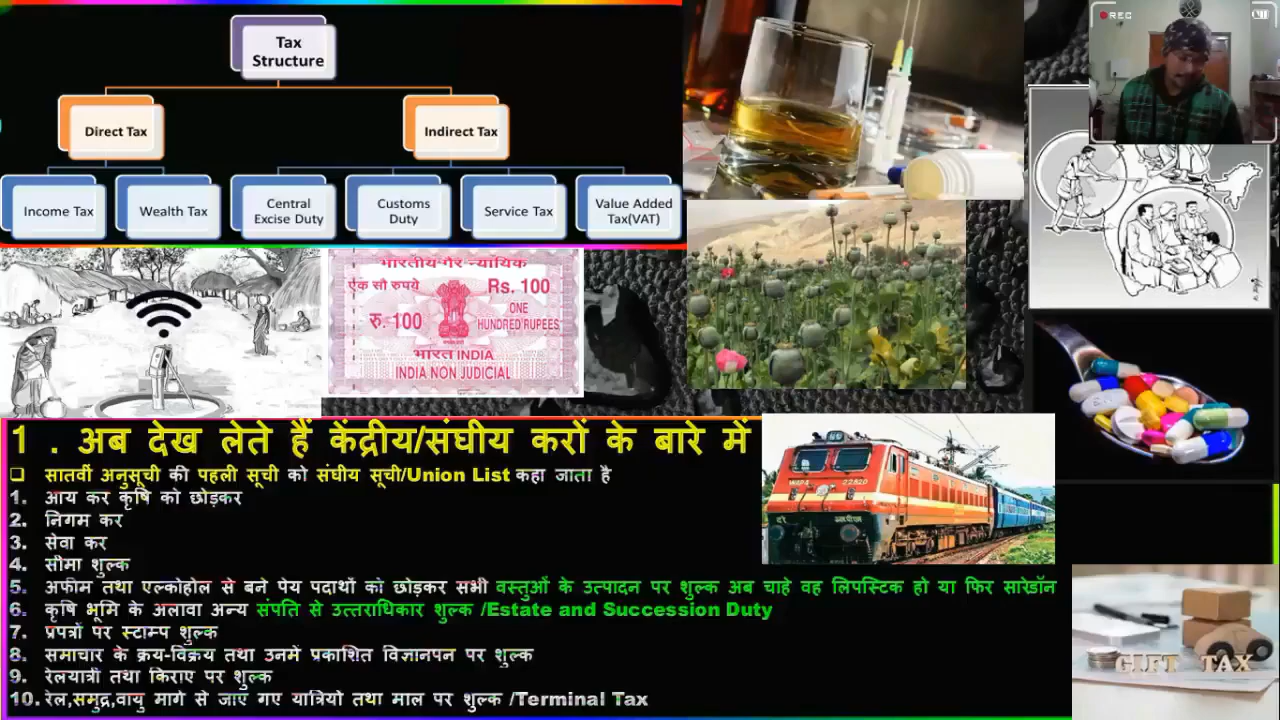 Tax
Structure
Direct Tax
Indirect Tax
Income Tax
Wealth Tax
Central
Excise Duty
Customs
Duty
Service Tax
Value Added
Tax(VAT)
REC
भारतीय गैर न्यायिक
एक सौ रुपये
Rs. 100
रु. 100
ONE
HUNDRED RUPEES
भारत INDIA
INDIA NON JUDICIAL
1 . अब देख लेते हैं केंद्रीय/संघीय करों के बारे में
सातवीं अनुसूची की पहली सूची को संघीय सूची/Union List कहा जाता है
1. आय कर कृषि को छोड़कर
2. निगम कर
3. सेवा कर
4. सीमा शुल्क
5. अफीम तथा एल्कोहोल से बने पेय पदार्थों को छोड़कर सभी वस्तुओं के उत्पादन पर शुल्क अब चाहे वह लिपस्टिक हो या फिर सारेडॉन
6. कृषि भूमि के अलावा अन्य संपति से उत्तराधिकार शुल्क /Estate and Succession Duty
7. प्रपत्रों पर स्टाम्प शुल्क
8. समाचार के क्रय-विक्रय तथा उनमें प्रकाशित विज्ञानपन पर शुल्क
9. रेलयात्री तथा किराए पर शुल्क
10. रेल,समुद्र,वायु मार्ग से जाए गए यात्रियों तथा माल पर शुल्क /Terminal Tax
22820
GIFT TAX